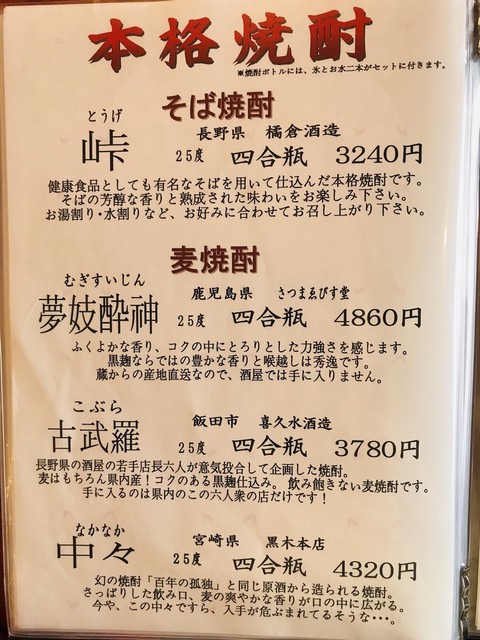 本格焼酎
※焼酎ボトルには、氷とお水二本がセットに付きます。
そば焼酎
とうげ
長野県 橘倉酒造
峠 25度 四合瓶 3240円
健康食品としても有名なそばを用いて仕込んだ本格焼酎です。
そばの芳醇な香りと熟成された味わいをお楽しみ下さい。
お湯割り・水割りなど、お好みに合わせてお召し上がり下さい。
麦焼酎
むぎすいじん
鹿児島県 さつまゑびす堂
夢妓酔神 25度 四合瓶 4860円
ふくよかな香り、コクの中にとろりとした力強さを感じます。
黒麹ならではの豊かな香りと喉越しは秀逸です。
蔵からの産地直送なので、酒屋では手に入りません。
こぶら
飯田市 喜久水酒造
古武羅 25度 四合瓶 3780円
長野県の酒屋の若手店長六人が意気投合して企画した焼酎。
麦はもちろん県内産！コクのある黒麹仕込み。飲み飽きない麦焼酎です。
手に入るのは県内のこの六人衆の店だけです！
なかなか
宮崎県 黒木本店
中々 25度 四合瓶 4320円
幻の焼酎「百年の孤独」と同じ原酒から造られる焼酎。
さっぱりした飲み口、麦の爽やかな香りが口の中に広がる。
今や、この中々ですら、入手が危ぶまれてるそうな・・・。